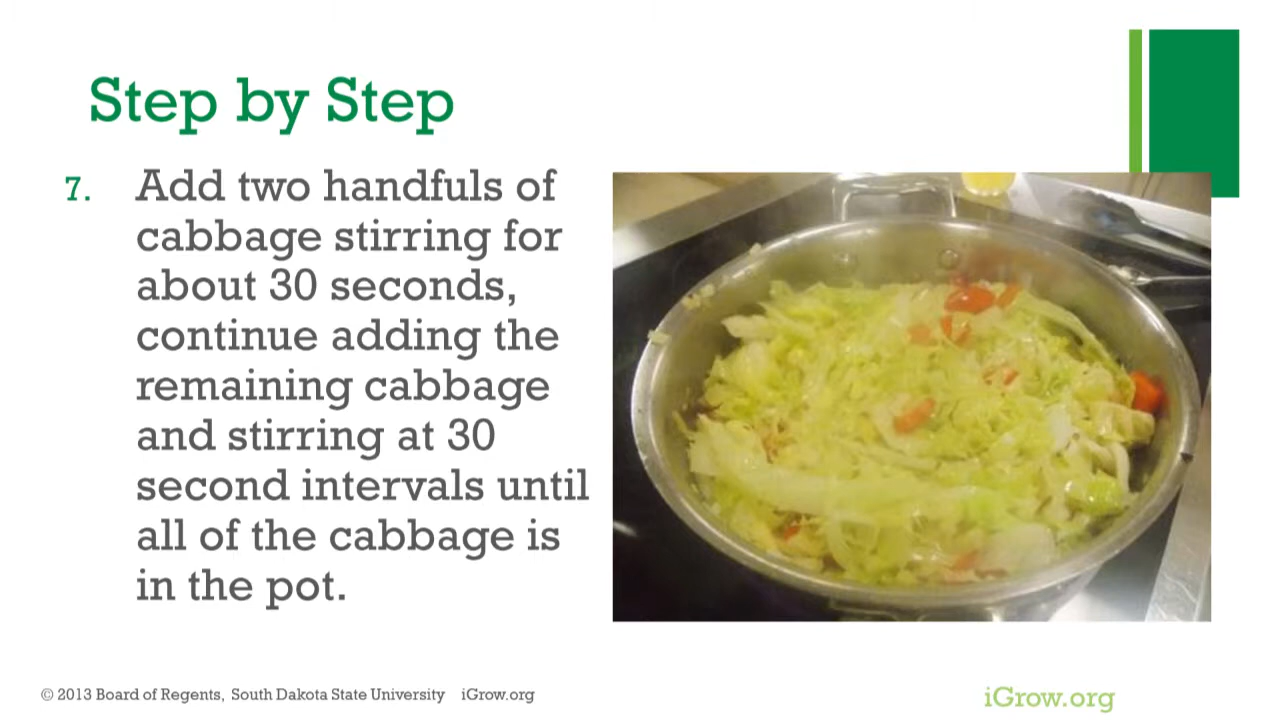 Step by Step
7. Add two handfuls of
cabbage stirring for
about 30 seconds,
continue adding the
remaining cabbage
and stirring at 30
second intervals until
all of the cabbage is
in the pot.
© 2013 Board of Regents, South Dakota State University iGrow.org
iGrow.org